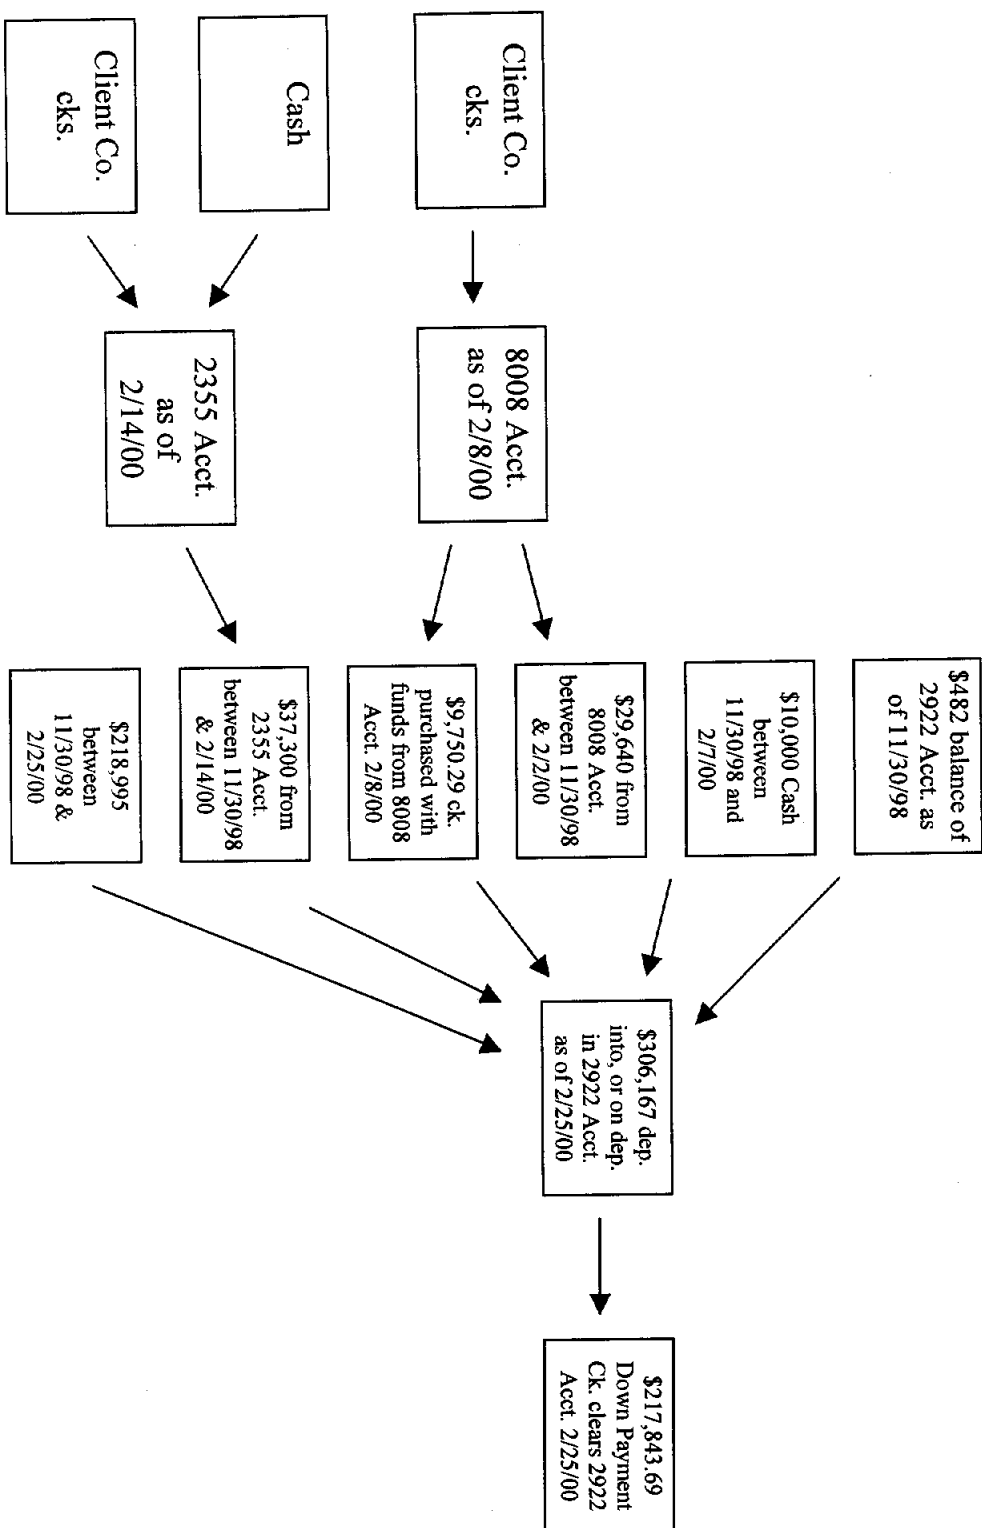 Client Co.
cks.
Cash
Client Co.
cks.
8008 Acct.
as of 2/8/00
2355 Acct.
as of
2/14/00
$482 balance of
2922 Acct. as
of 11/30/98
$10,000 Cash
between
11/30/98 and
2/7/00
$29,640 from
8008 Acct.
between 11/30/98
& 2/2/00
$9,750.29 ck.
purchased with
funds from 8008
Acct. 2/8/00
$37,300 from
2355 Acct.
between 11/30/98
& 2/14/00
$218,995
between
11/30/98 &
2/25/00
$306,167 dep.
into, or on dep.
in 2922 Acct.
as of 2/25/00
$217,843.69
Down Payment
Ck. clears 2922
Acct. 2/25/00